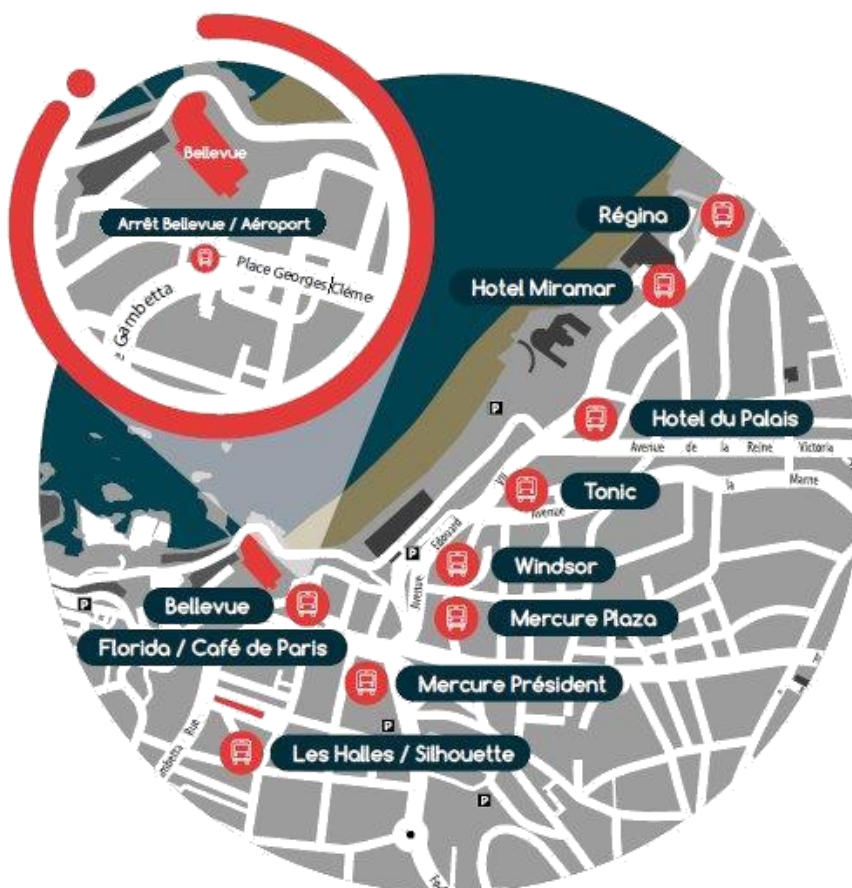 Bellevue
Arrêt Bellevue / Aéroport
Place Georges Cléme
Gambetta
Régina
Hotel Miramar
P
Hotel du Palais
Avenue de la Reine Victoria
VII
Tonic
la Marne
Avenue
Edouard
P
Windsor
Avenue
P
Bellevue
Mercure Plaza
Florida / Café de Paris
Mercure Président
Rue
P
Les Halles / Silhouette
ambetta
P